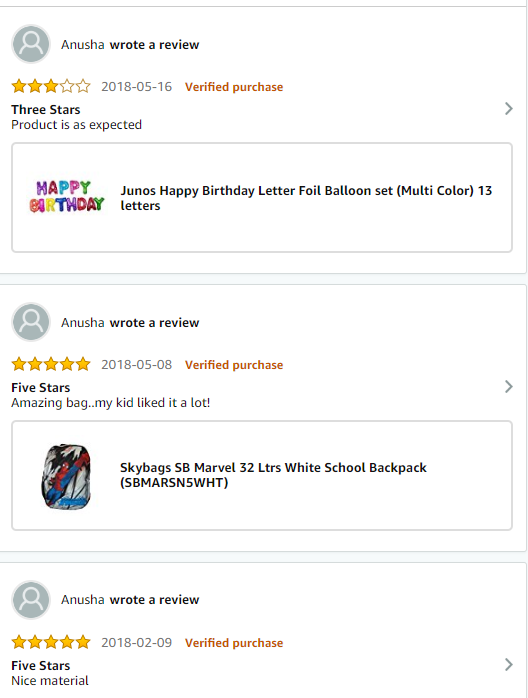 Anusha wrote a review
2018-05-16 Verified purchase
Three Stars
Product is as expected
HAPPY
BIRTHDAY
Junos Happy Birthday Letter Foil Balloon set (Multi Color) 13
letters
Anusha wrote a review
2018-05-08 Verified purchase
Five Stars
Amazing bag..my kid liked it a lot!
Skybags SB Marvel 32 Ltrs White School Backpack
(SBMARSN5WHT)
Anusha wrote a review
2018-02-09 Verified purchase
Five Stars
Nice material